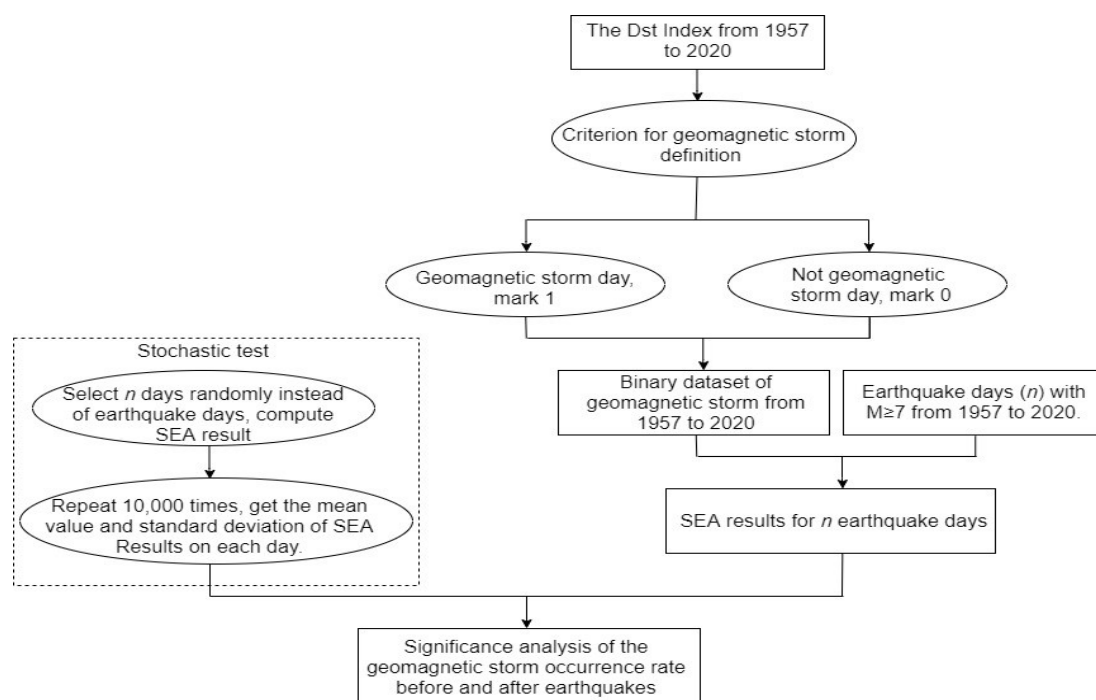 The Dst Index from 1957
to 2020
Criterion for geomagnetic storm
definition
Geomagnetic storm day,
mark 1
Not geomagnetic
storm day, mark 0
Stochastic test
Select n days randomly instead
of earthquake days, compute
SEA result
Repeat 10,000 times, get the mean
value and standard deviation of SEA
Results on each day.
Binary dataset of
geomagnetic storm from
1957 to 2020
Earthquake days (n) with
M≥7 from 1957 to 2020.
SEA results for n earthquake days
Significance analysis of the
geomagnetic storm occurrence rate
before and after earthquakes